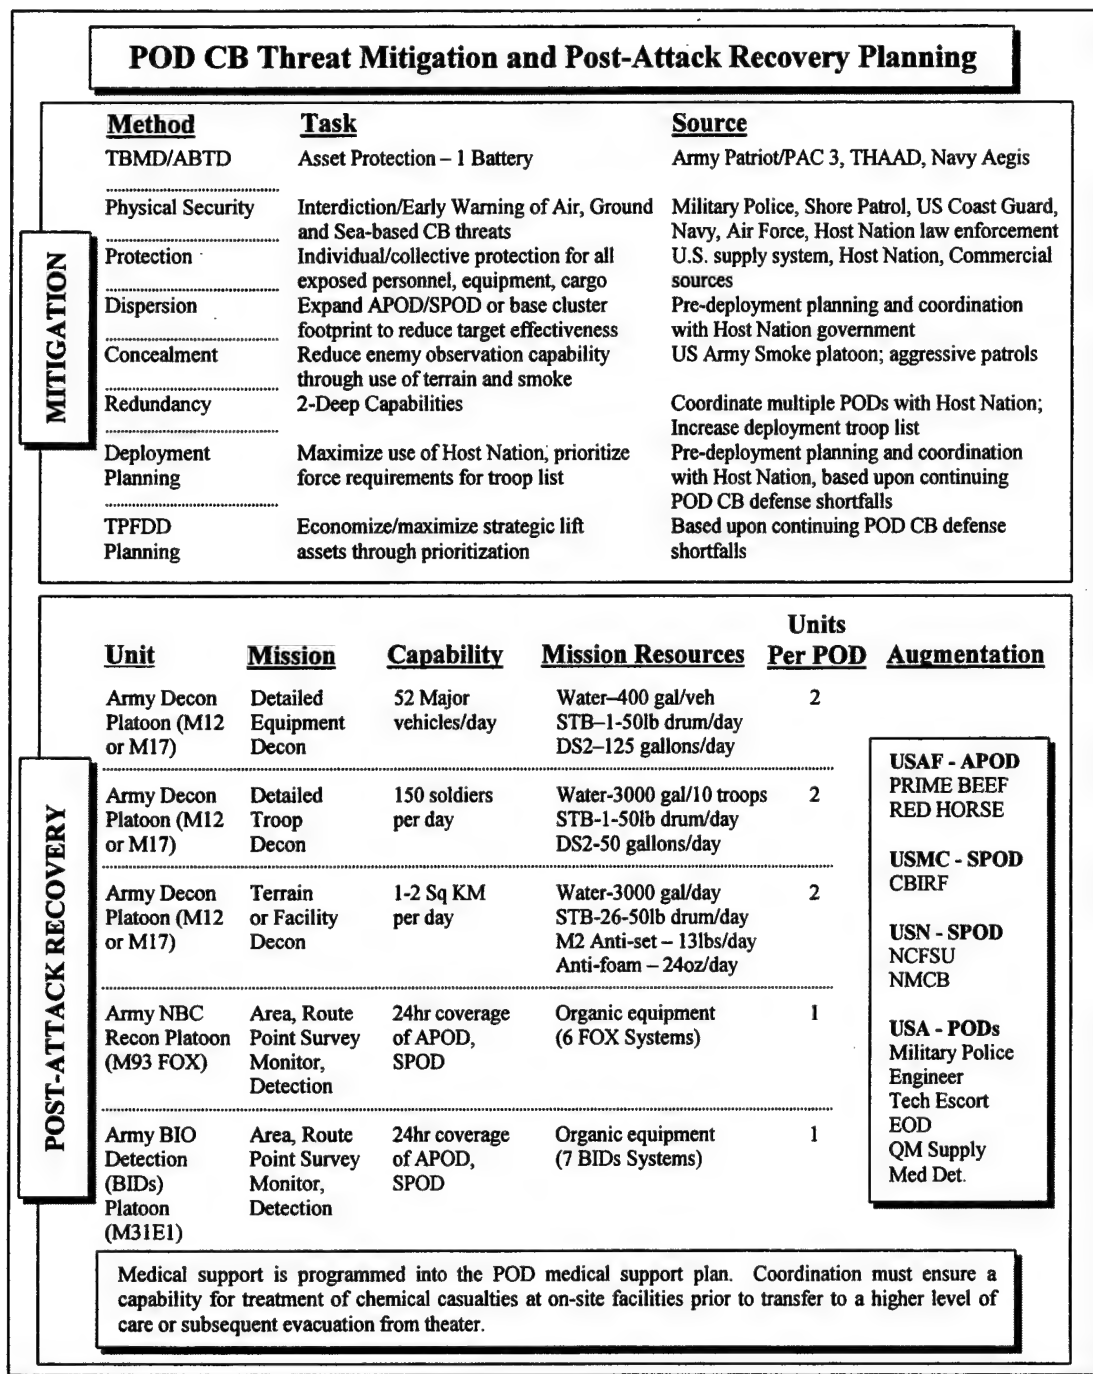 POD CB Threat Mitigation and Post-Attack Recovery Planning
MITIGATION
Method Task Source
TBMD/ABTD Asset Protection – 1 Battery Army Patriot/PAC 3, THAAD, Navy Aegis
Physical Security Interdiction/Early Warning of Air, Ground Military Police, Shore Patrol, US Coast Guard,
and Sea-based CB threats Navy, Air Force, Host Nation law enforcement
Protection Individual/collective protection for all U.S. supply system, Host Nation, Commercial
exposed personnel, equipment, cargo sources
Dispersion Expand APOD/SPOD or base cluster Pre-deployment planning and coordination
footprint to reduce target effectiveness with Host Nation government
Concealment Reduce enemy observation capability US Army Smoke platoon; aggressive patrols
through use of terrain and smoke
Redundancy 2-Deep Capabilities Coordinate multiple PODs with Host Nation;
Increase deployment troop list
Deployment Maximize use of Host Nation; prioritize Pre-deployment planning and coordination
Planning force requirements for troop list with Host Nation, based upon continuing
POD CB defense shortfalls
TPFDD Economize/maximize strategic lift Based upon continuing POD CB defense
Planning assets through prioritization shortfalls
POST-ATTACK RECOVERY
Units
Unit Mission Capability Mission Resources Per POD Augmentation
Army Decon Detailed 52 Major Water–400 gal/veh 2
Platoon (M12 Equipment vehicles/day STB–1-50lb drum/day
or M17) Decon DS2–125 gallons/day
Army Decon Detailed 150 soldiers Water-3000 gal/10 troops 2
Platoon (M12 Troop per day STB-1-50lb drum/day
or M17) Decon DS2-50 gallons/day
Army Decon Terrain 1-2 Sq KM Water-3000 gal/day 2
Platoon (M12 or Facility per day STB-26-50lb drum/day
or M17) Decon M2 Anti-set – 13lbs/day
Anti-foam – 24oz/day
Army NBC Area, Route 24hr coverage Organic equipment 1
Recon Platoon Point Survey of APOD, (6 FOX Systems)
(M93 FOX) Monitor, SPOD
Detection
Army BIO Area, Route 24hr coverage Organic equipment 1
Detection Point Survey of APOD, (7 BIDs Systems)
(BIDs) Monitor, SPOD
Platoon Detection
(M31E1)
USAF - APOD
PRIME BEEF
RED HORSE
USMC - SPOD
CBIRF
USN - SPOD
NCFSU
NMCB
USA - PODs
Military Police
Engineer
Tech Escort
EOD
QM Supply
Med Det.
Medical support is programmed into the POD medical support plan. Coordination must ensure a
capability for treatment of chemical casualties at on-site facilities prior to transfer to a higher level of
care or subsequent evacuation from theater.